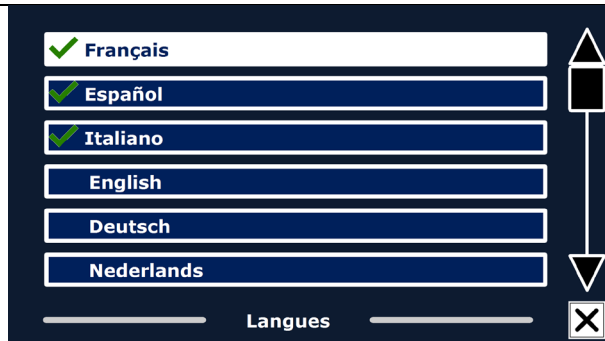 Français
Español
Italiano
English
Deutsch
Nederlands
Langues